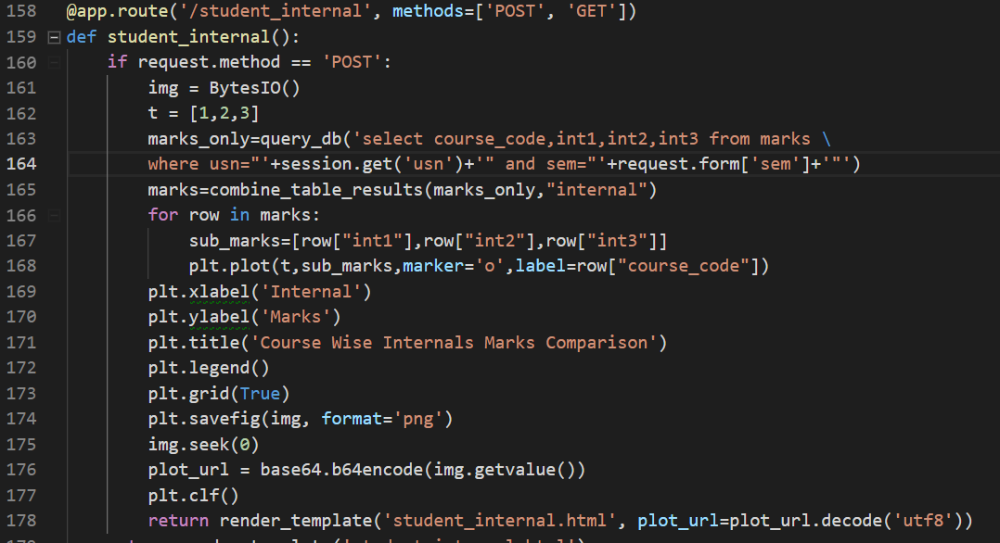 158 @app.route('/student_internal', methods=['POST', 'GET'])
159 def student_internal():
160     if request.method == 'POST':
161         img = BytesIO()
162         t = [1,2,3]
163         marks_only=query_db('select course_code,int1,int2,int3 from marks \
164         where usn="'+session.get('usn')+'" and sem="'+request.form['sem']+'"')
165         marks=combine_table_results(marks_only,"internal")
166         for row in marks:
167             sub_marks=[row["int1"],row["int2"],row["int3"]]
168             plt.plot(t,sub_marks,marker='o',label=row["course_code"])
169         plt.xlabel('Internal')
170         plt.ylabel('Marks')
171         plt.title('Course Wise Internals Marks Comparison')
172         plt.legend()
173         plt.grid(True)
174         plt.savefig(img, format='png')
175         img.seek(0)
176         plot_url = base64.b64encode(img.getvalue())
177         plt.clf()
178         return render_template('student_internal.html', plot_url=plot_url.decode('utf8'))